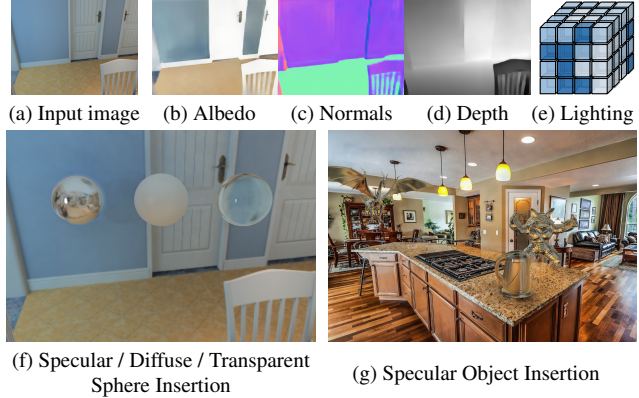 (a) Input image (b) Albedo (c) Normals (d) Depth (e) Lighting
(f) Specular / Diffuse / Transparent
Sphere Insertion
(g) Specular Object Insertion